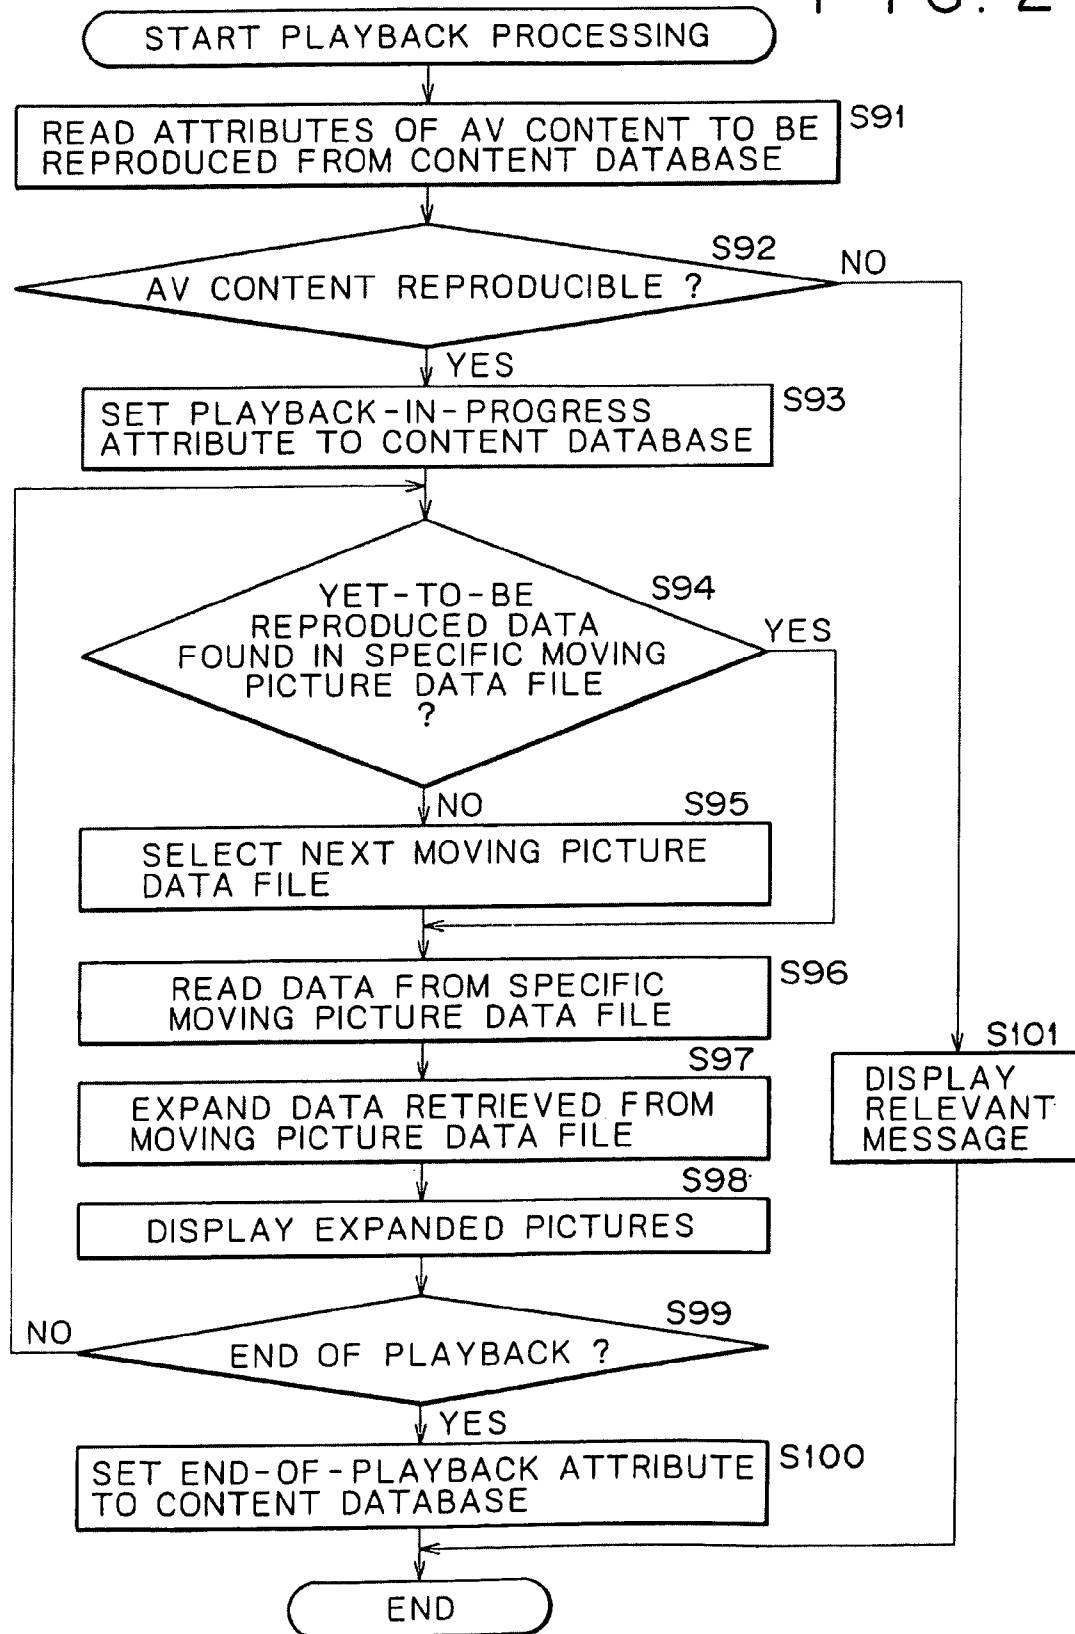 FIG. 2
START PLAYBACK PROCESSING
READ ATTRIBUTES OF AV CONTENT TO BE
REPRODUCED FROM CONTENT DATABASE
S91
S92
AV CONTENT REPRODUCIBLE ?
NO
YES
SET PLAYBACK-IN-PROGRESS
ATTRIBUTE TO CONTENT DATABASE
S93
S94
YET-TO-BE
REPRODUCED DATA
FOUND IN SPECIFIC MOVING
PICTURE DATA FILE
?
YES
NO
S95
SELECT NEXT MOVING PICTURE
DATA FILE
S96
READ DATA FROM SPECIFIC
MOVING PICTURE DATA FILE
S97
EXPAND DATA RETRIEVED FROM
MOVING PICTURE DATA FILE
S101
DISPLAY
RELEVANT
MESSAGE
S98
DISPLAY EXPANDED PICTURES
S99
END OF PLAYBACK ?
NO
YES
SET END-OF-PLAYBACK ATTRIBUTE
TO CONTENT DATABASE
S100
END